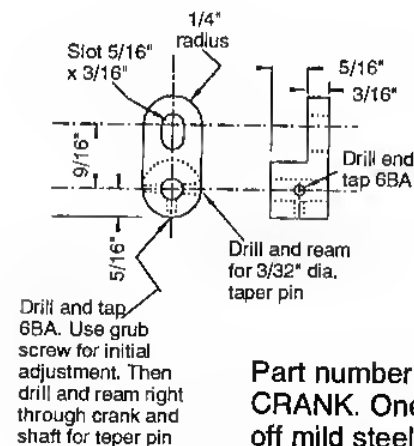 1/4"
radius
Slot 5/16"
x 3/16"
5/16"
3/16"
9/16"
Drill end
tap 6BA
5/16"
Drill and ream
for 3/32" dia.
taper pin
Drill and tap
6BA. Use grub
screw for initial
adjustment. Then
drill and ream right
through crank and
shaft for teper pin
Part number
CRANK. One
off mild steel